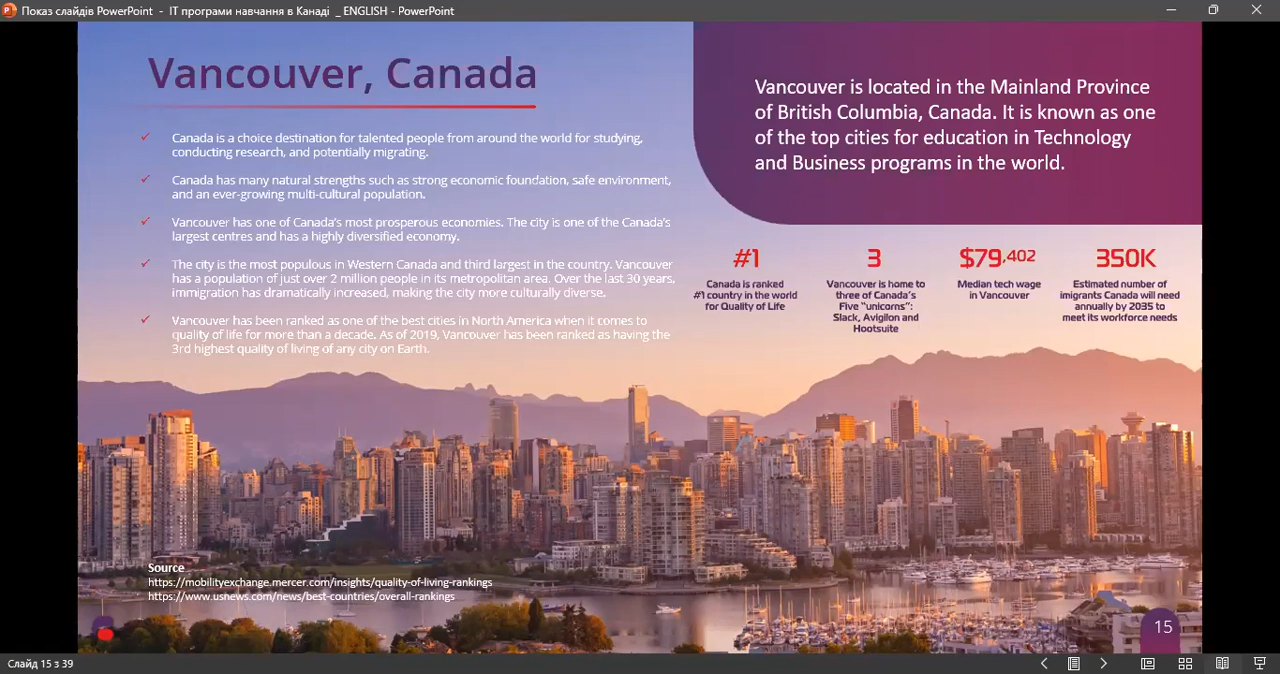 Показ слайдів PowerPoint - ІТ програми навчання в Канаді _ ENGLISH - PowerPoint
Vancouver, Canada
Canada is a choice destination for talented people from around the world for studying,
conducting research, and potentially migrating.
Canada has many natural strengths such as strong economic foundation, safe environment,
and an ever-growing multi-cultural population.
Vancouver has one of Canada's most prosperous economies. The city is one of the Canada's
largest centres and has a highly diversified economy.
The city is the most populous in Western Canada and third largest in the country. Vancouver
has a population of just over 2 million people in its metropolitan area. Over the last 30 years,
immigration has dramatically increased, making the city more culturally diverse.
Vancouver has been ranked as one of the best cities in North America when it comes to
quality of life for more than a decade. As of 2019, Vancouver has been ranked as having the
3rd highest quality of living of any city on Earth.
Vancouver is located in the Mainland Province
of British Columbia, Canada. It is known as one
of the top cities for education in Technology
and Business programs in the world.
#1
Canada is ranked
#1 country in the world
for Quality of Life
3
Vancouver is home to
three of Canada's
Five "unicorns":
Slack, Avigilon and
Hootsuite
$79,402
Median tech wage
in Vancouver
350K
Estimated number of
imigrants Canada will need
annually by 2035 to
meet its workforce needs
Source
https://mobilityexchange.mercer.com/insights/quality-of-living-rankings
https://www.usnews.com/news/best-countries/overall-rankings
15
Слайд 15 з 39